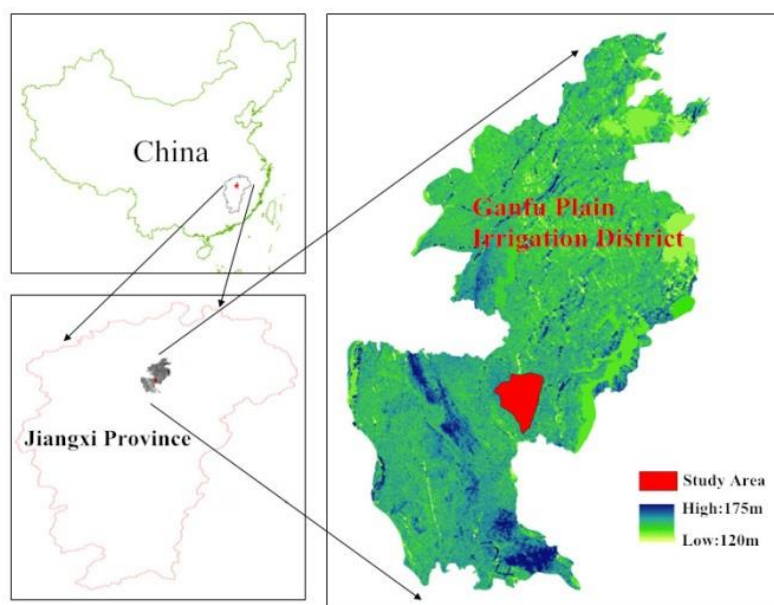 China
Jiangxi Province
Ganfu Plain
Irrigation District
Study Area
High:175m
Low:120m